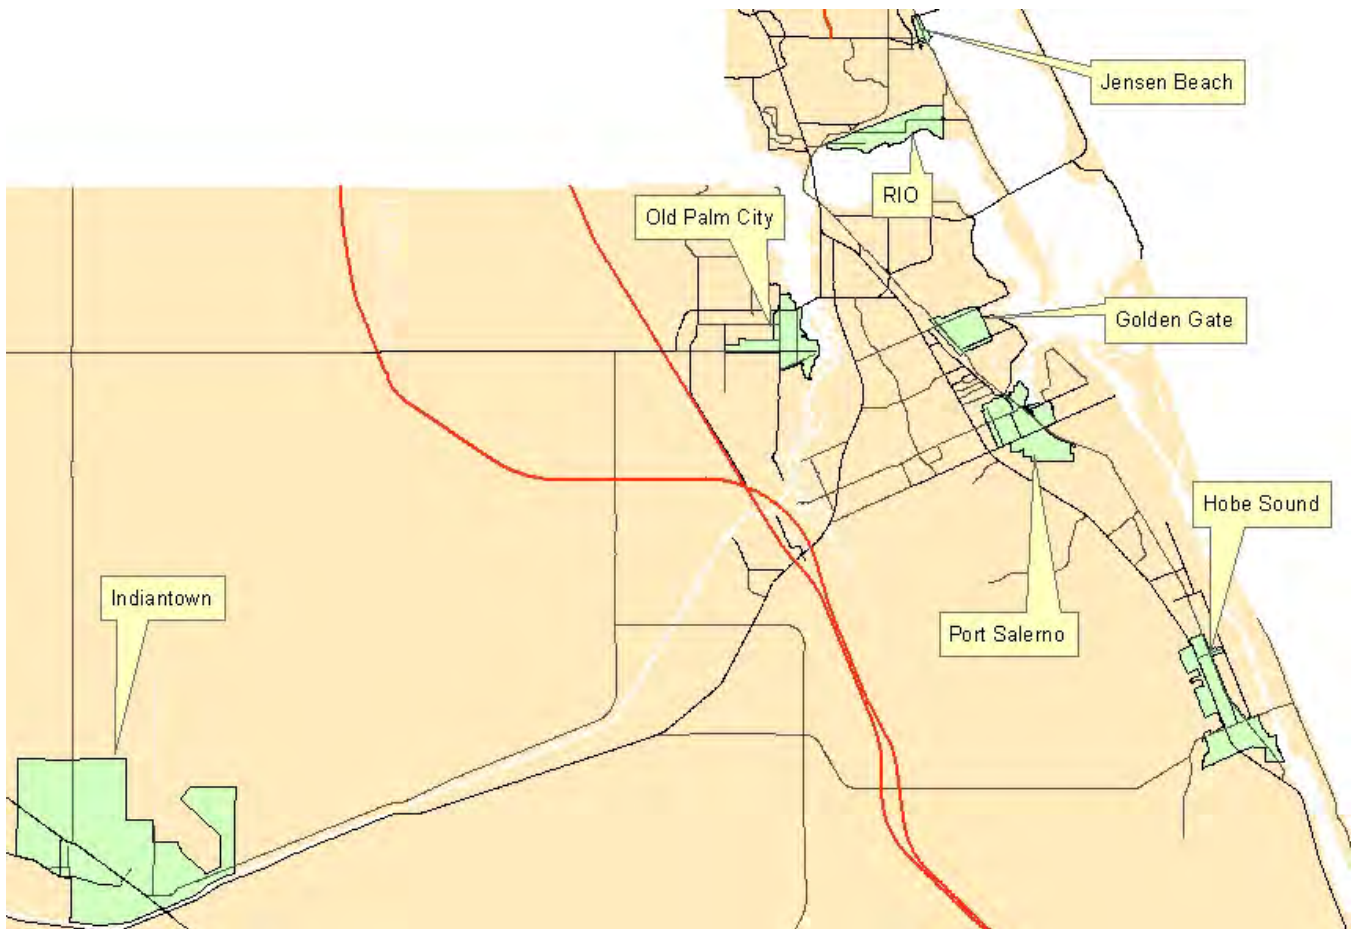 Jensen Beach
RIO
Old Palm City
Golden Gate
Hobe Sound
Indiantown
Port Salerno